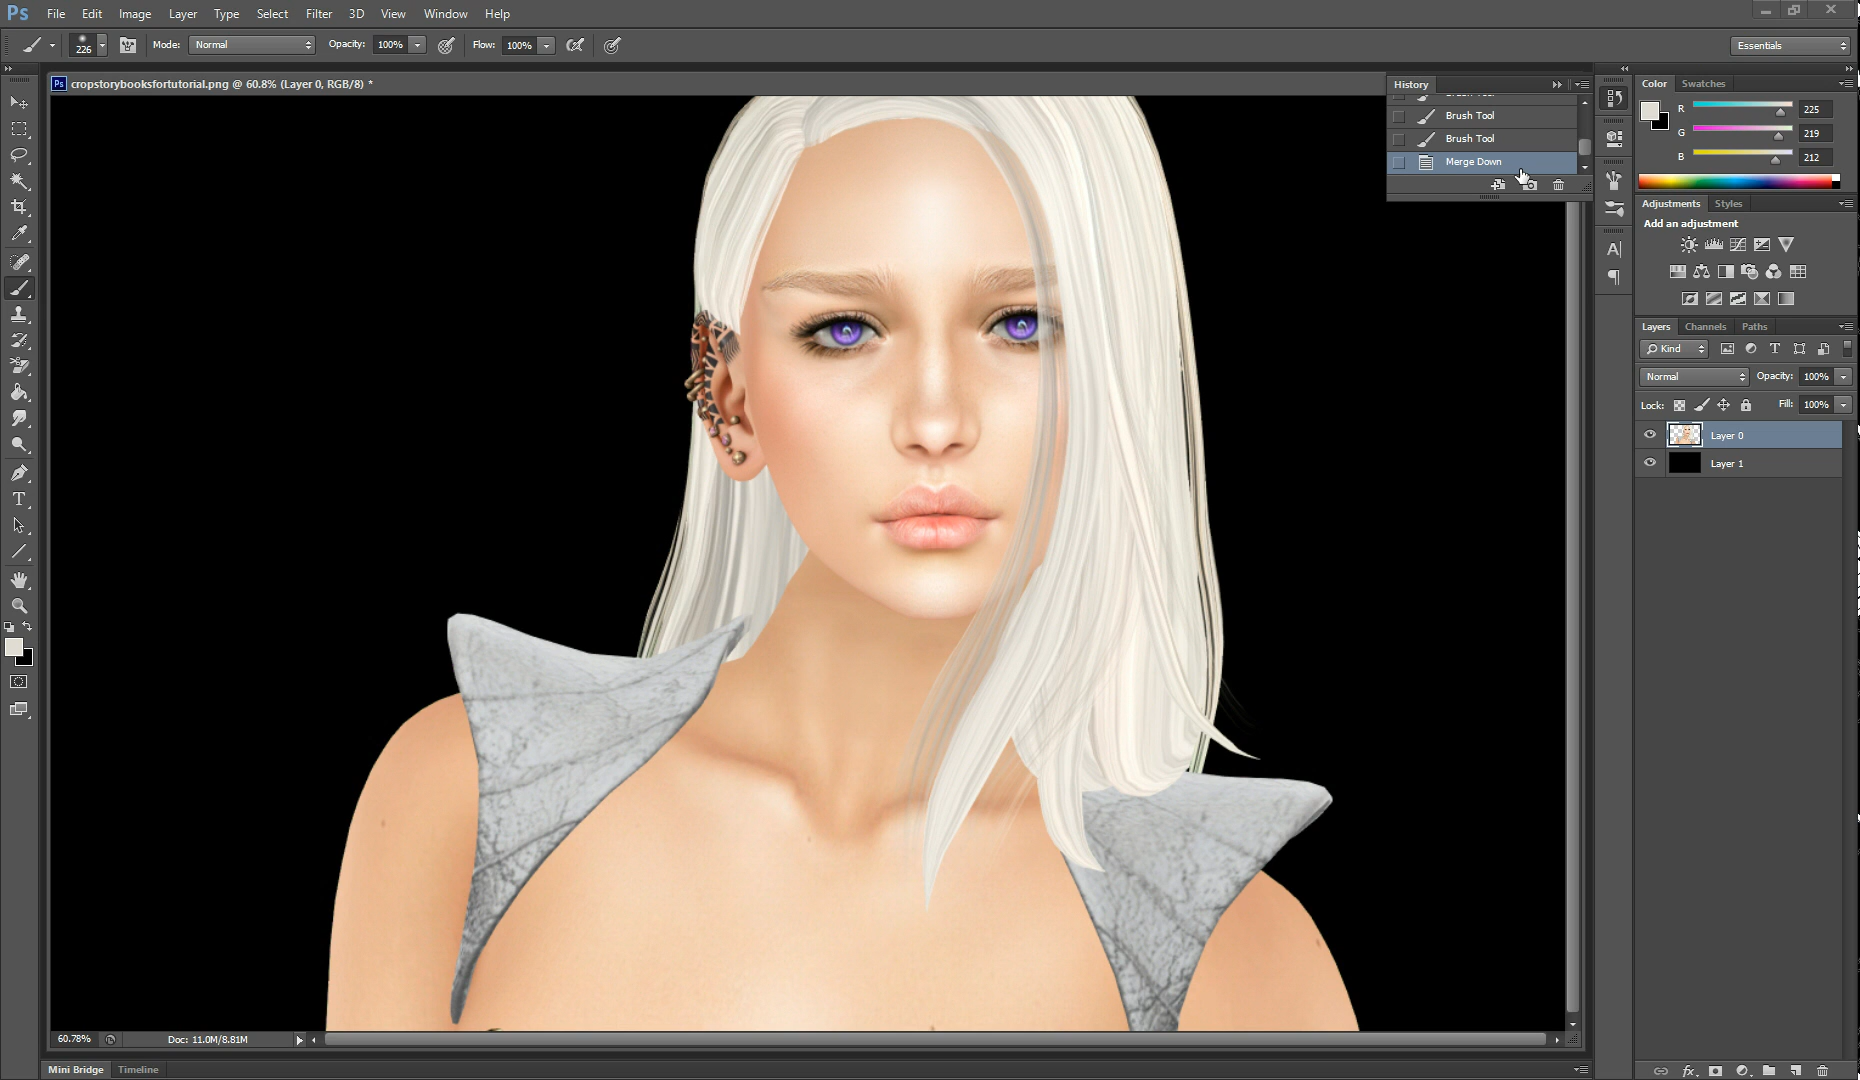 Ps File Edit Image Layer Type Select Filter 3D View Window Help
226 Mode: Normal Opacity: 100% Flow: 100% Essentials
Ps cropstorybooksfortutorial.png @ 60.8% (Layer 0, RGB/8) *
History
Brush Tool
Brush Tool
Brush Tool
Merge Down
Color Swatches
R 225
G 219
B 212
Adjustments Styles
Add an adjustment
Layers Channels Paths
Kind
Normal Opacity: 100%
Lock: Fill: 100%
Layer 0
Layer 1
60.78% Doc: 11.0M/8.81M
Mini Bridge Timeline